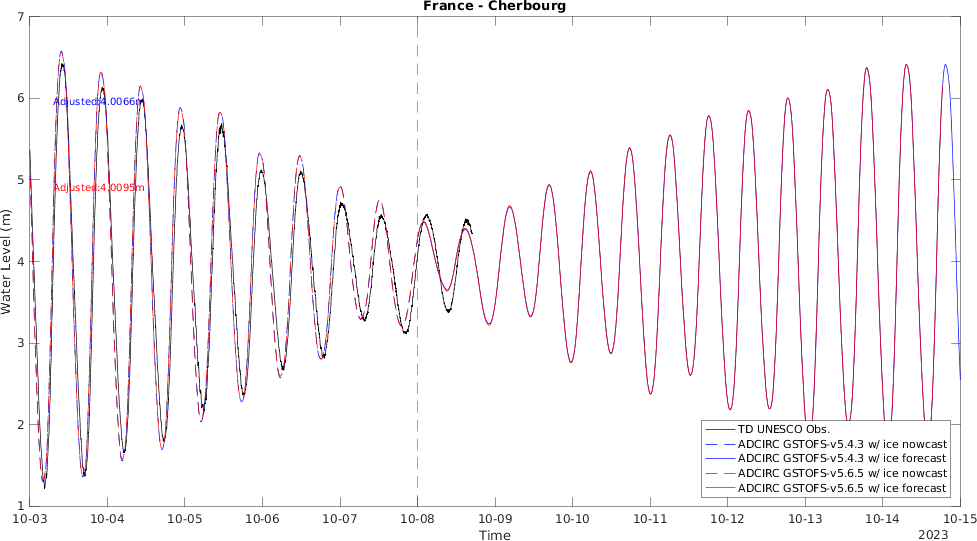 France - Cherbourg
7
6
5
4
3
2
1
Water Level (m)
Adjusted:4.0066m
Adjusted:4.0095m
TD UNESCO Obs.
ADCIRC GSTOFS-v5.4.3 w/ ice nowcast
ADCIRC GSTOFS-v5.4.3 w/ ice forecast
ADCIRC GSTOFS-v5.6.5 w/ ice nowcast
ADCIRC GSTOFS-v5.6.5 w/ ice forecast
10-03 10-04 10-05 10-06 10-07 10-08 10-09 10-10 10-11 10-12 10-13 10-14 10-15
Time
2023